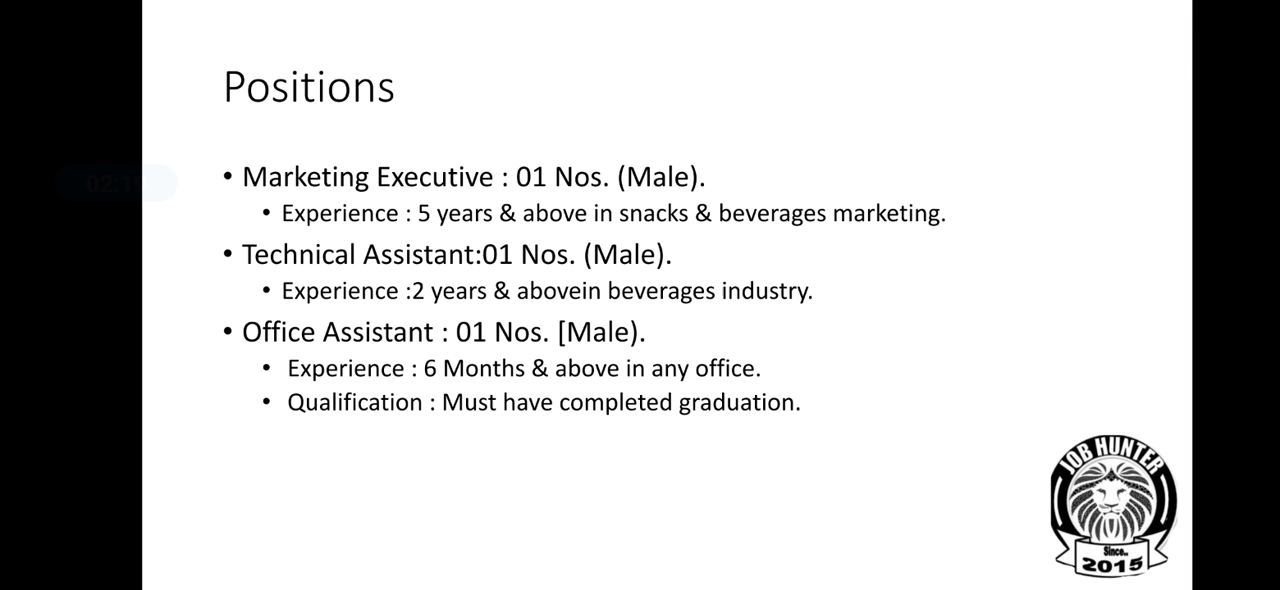 Positions
• Marketing Executive : 01 Nos. (Male).
• Experience : 5 years & above in snacks & beverages marketing.
• Technical Assistant:01 Nos. (Male).
• Experience :2 years & abovein beverages industry.
• Office Assistant : 01 Nos. [Male).
• Experience : 6 Months & above in any office.
• Qualification : Must have completed graduation.
JOB HUNTER
Since..
2015